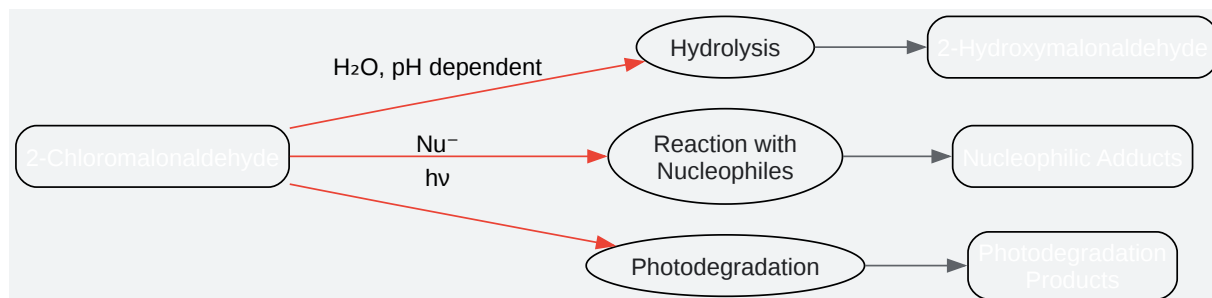 H₂O, pH dependent
Hydrolysis
2-Hydroxymalonaldehyde
2-Chloromalonaldehyde
Nu⁻
hν
Reaction with
Nucleophiles
Nucleophilic Adducts
Photodegradation
Photodegradation
Products